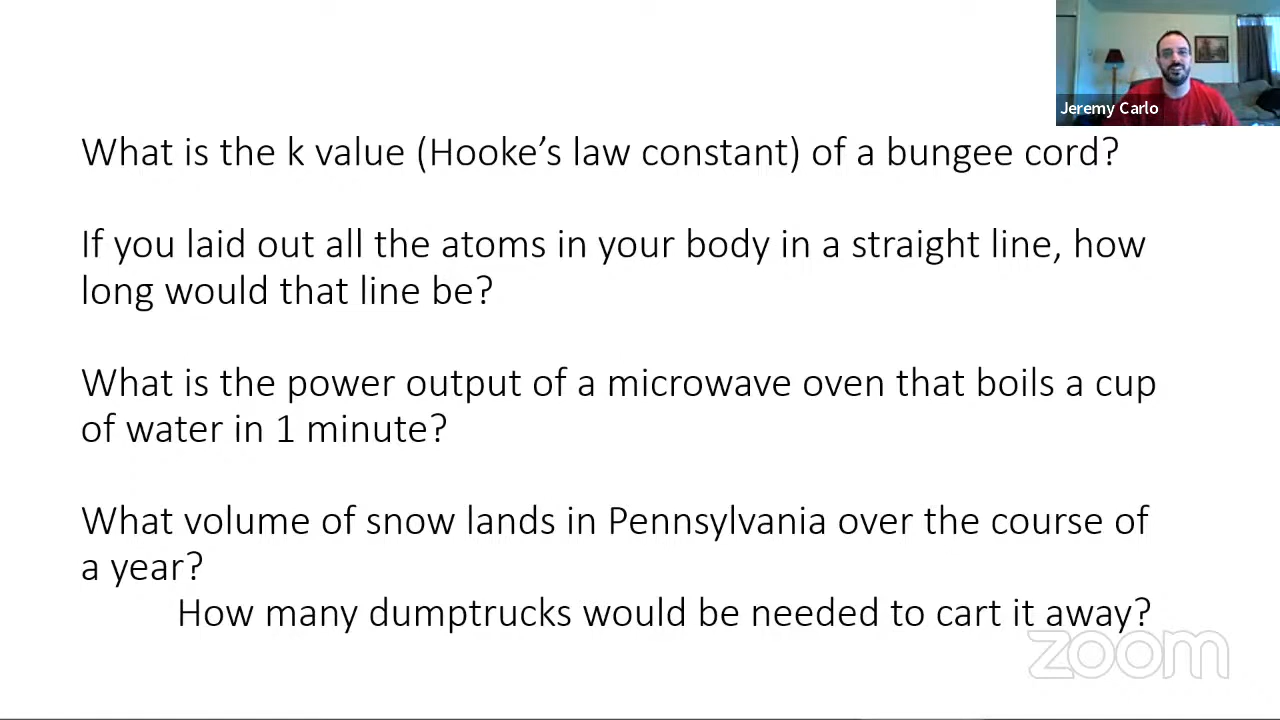 Jeremy Carlo
What is the k value (Hooke’s law constant) of a bungee cord?
If you laid out all the atoms in your body in a straight line, how
long would that line be?
What is the power output of a microwave oven that boils a cup
of water in 1 minute?
What volume of snow lands in Pennsylvania over the course of
a year?
How many dumptrucks would be needed to cart it away?
zoom